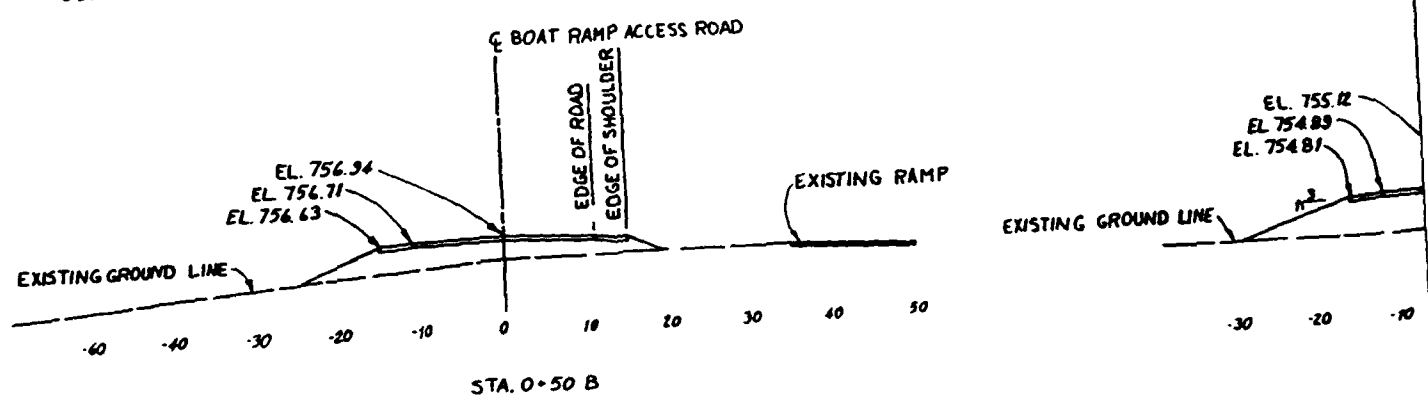 ℄ BOAT RAMP ACCESS ROAD
EDGE OF ROAD
EDGE OF SHOULDER
EL. 756.94
EL. 756.71
EL. 756.63
EXISTING RAMP
EXISTING GROUND LINE
-60 -40 -30 -20 -10 0 10 20 30 40 50
STA. 0+50 B
EL. 755.12
EL 754.89
EL. 754.81
EXISTING GROUND LINE
-30 -20 -10